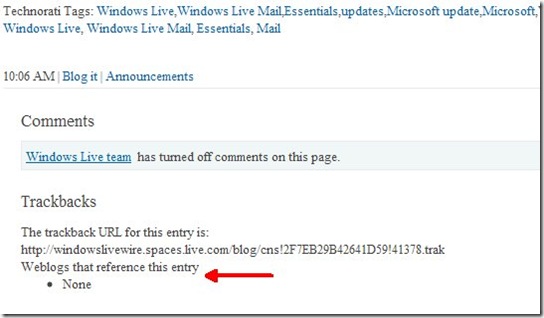 Technorati Tags: Windows Live,Windows Live Mail,Essentials,updates,Microsoft update,Microsoft,
Windows Live, Windows Live Mail, Essentials, Mail
10:06 AM | Blog it | Announcements
Comments
Windows Live team has turned off comments on this page.
Trackbacks
The trackback URL for this entry is:
http://windowslivewire.spaces.live.com/blog/cns!2F7EB29B42641D59!41378.trak
Weblogs that reference this entry
• None